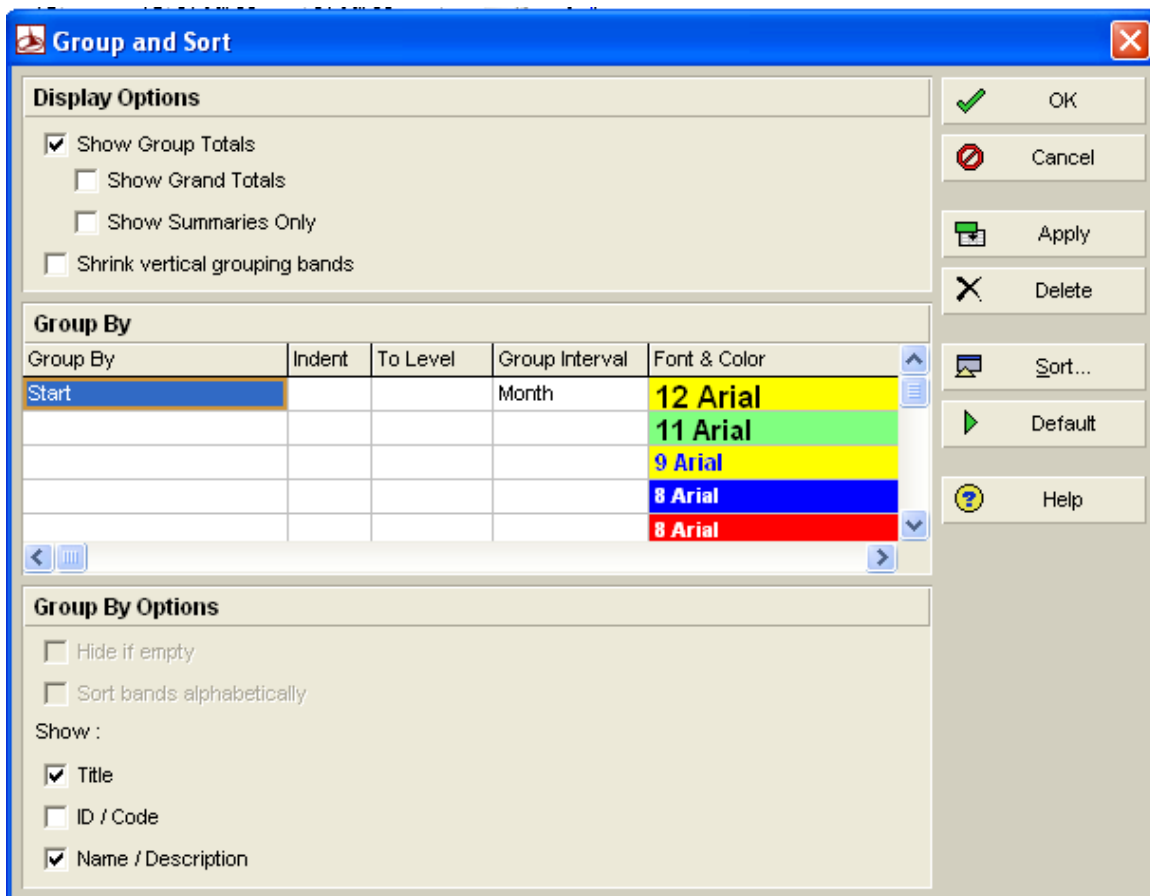 Group and Sort
Display Options
Show Group Totals
Show Grand Totals
Show Summaries Only
Shrink vertical grouping bands
OK
Cancel
Apply
Delete
Sort...
Default
Help
Group By
Group By Indent To Level Group Interval Font & Color
Start Month 12 Arial
11 Arial
9 Arial
8 Arial
8 Arial
Group By Options
Hide if empty
Sort bands alphabetically
Show :
Title
ID / Code
Name / Description